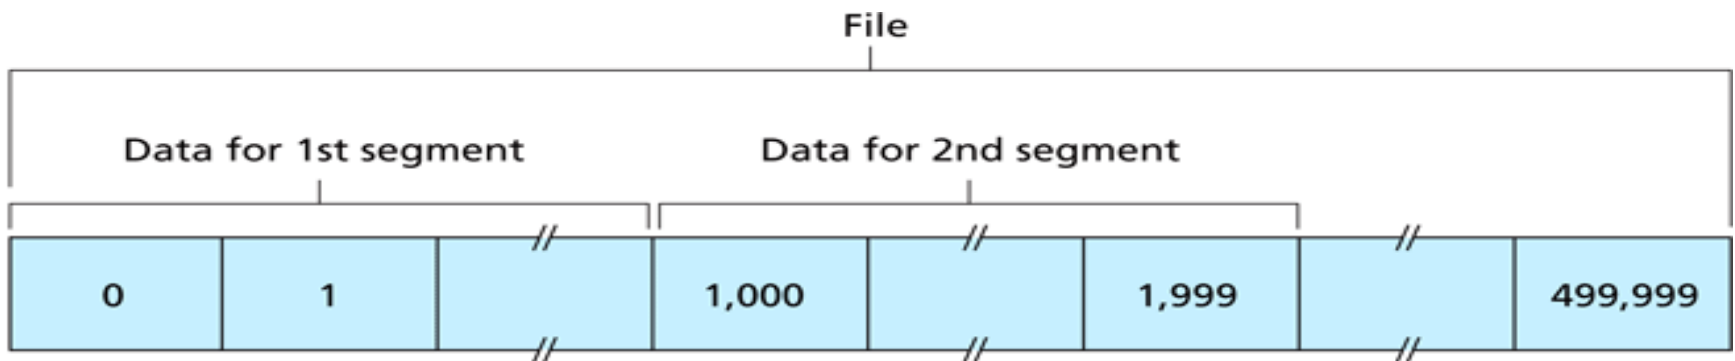 File
Data for 1st segment Data for 2nd segment
0 1 1,000 1,999 499,999